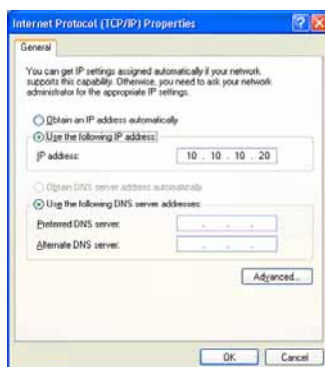 Internet Protocol (TCP/IP) Properties
General
You can get IP settings assigned automatically if your network
supports this capability. Otherwise, you need to ask your network
administrator for the appropriate IP settings.
Obtain an IP address automatically
Use the following IP address:
IP address: 10 . 10 . 10 . 20
Obtain DNS server address automatically
Use the following DNS server addresses:
Preferred DNS server: . . .
Alternate DNS server: . . .
Advanced...
OK Cancel